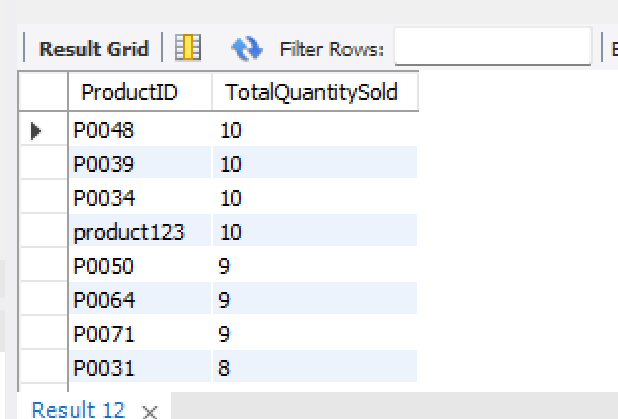 Result Grid Filter Rows:
ProductID TotalQuantitySold
P0048 10
P0039 10
P0034 10
product123 10
P0050 9
P0064 9
P0071 9
P0031 8
Result 12